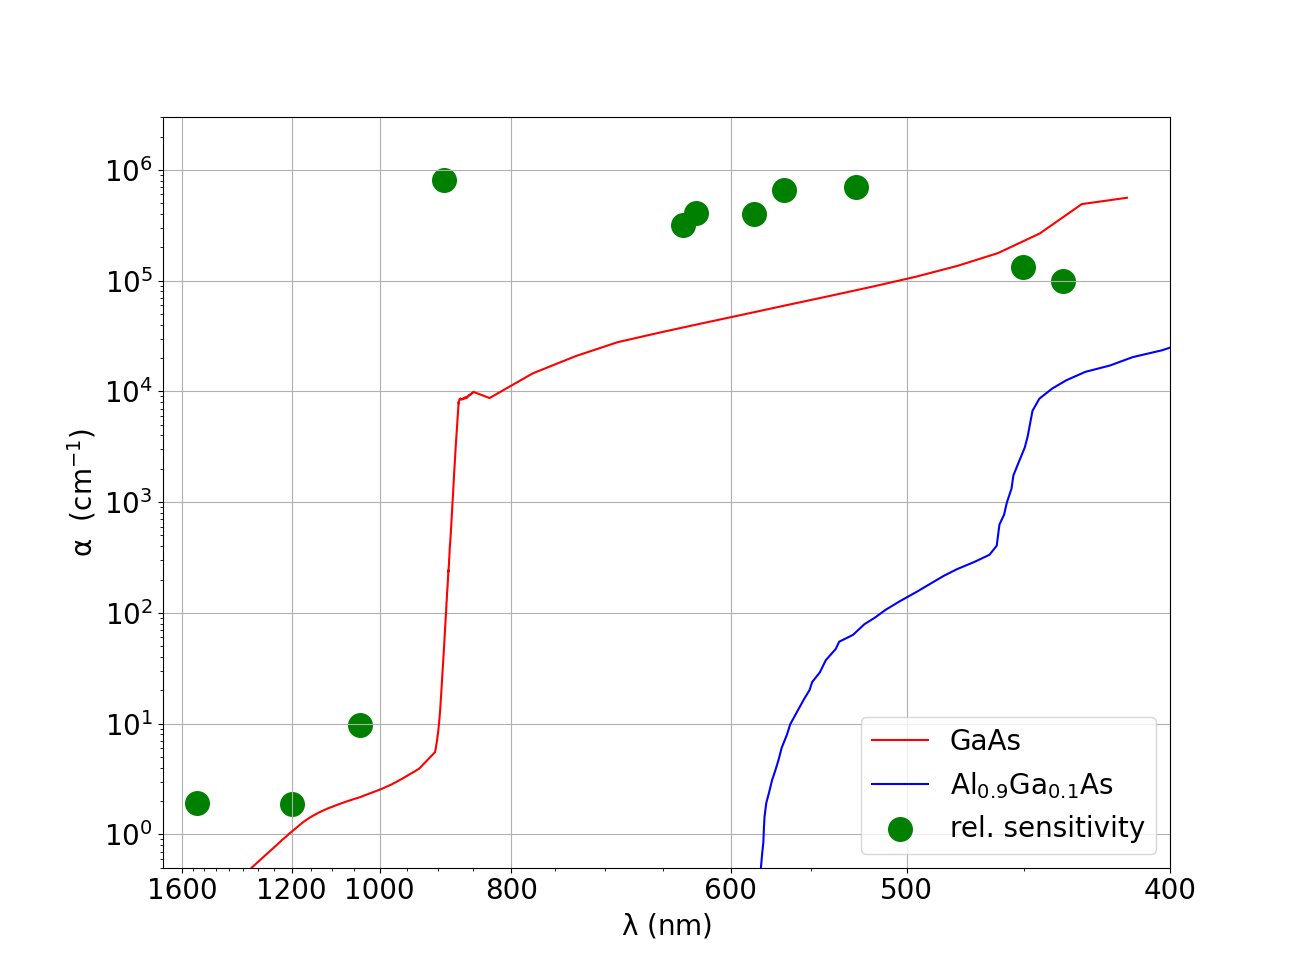 10⁶
10⁵
10⁴
10³
10²
10¹
10⁰
α (cm⁻¹)
GaAs
Al₀.₉Ga₀.₁As
rel. sensitivity
1600 1200 1000 800 600 500 400
λ (nm)